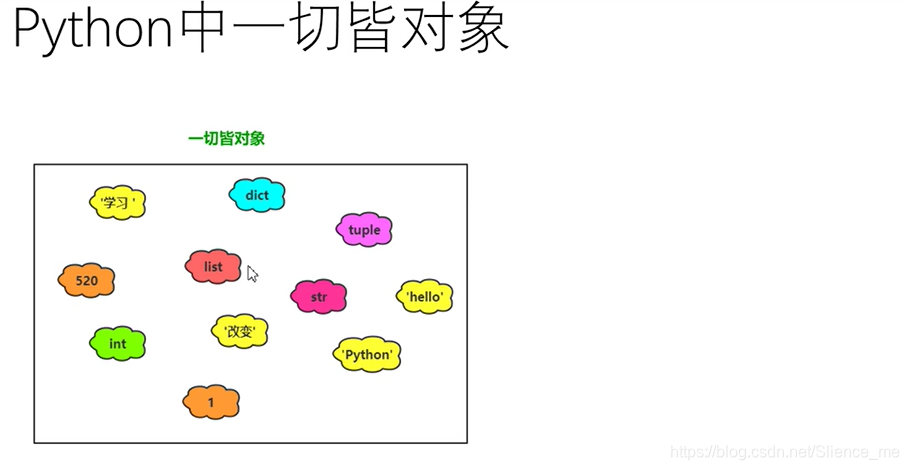 Python中一切皆对象
一切皆对象
'学习 '
dict
tuple
520
list
str
'hello'
int
'改变'
'Python'
1
https://blog.csdn.net/Slience_me